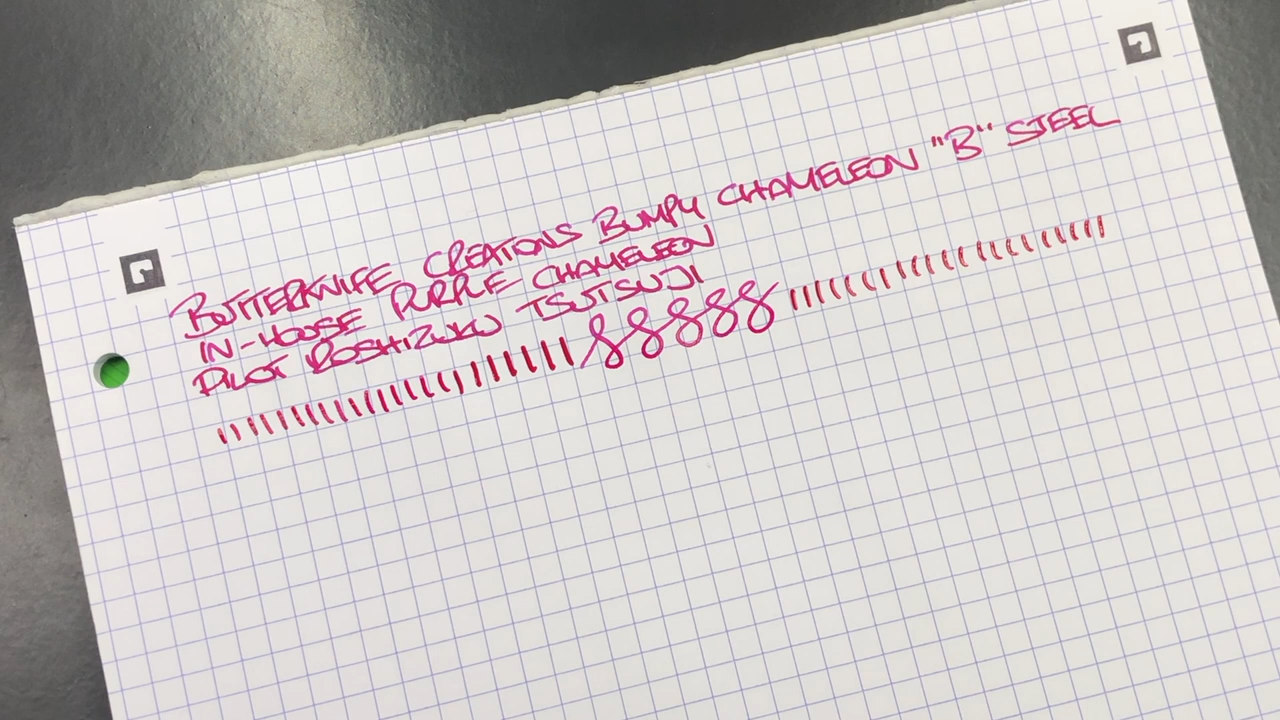 BUTTERKNIFE CREATIONS BUMPY CHAMELEON "B" STEEL
IN-HOUSE PURPLE CHAMELEON
PILOT IROSHIZUKU TSUTSUJI